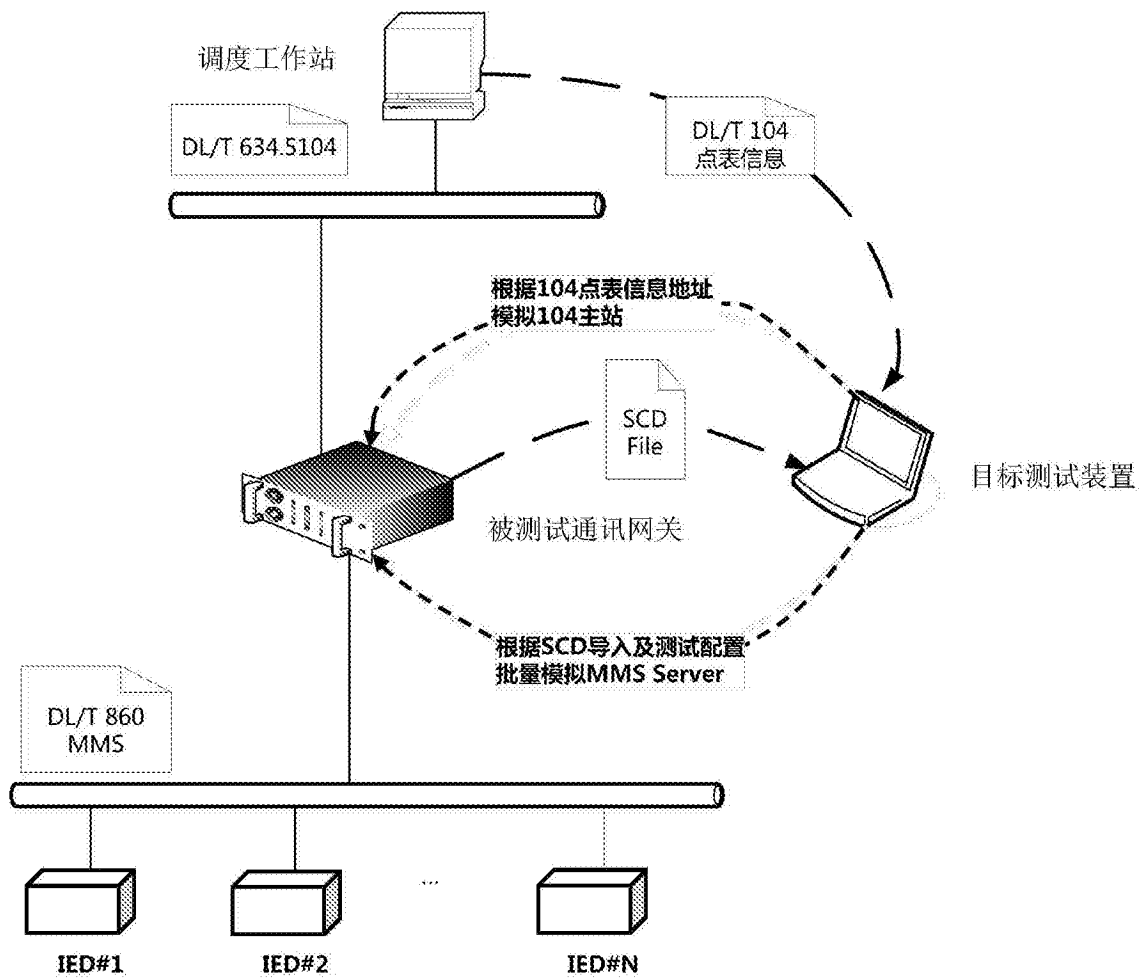 调度工作站
DL/T 634.5104
DL/T 104
点表信息
根据104点表信息地址
模拟104主站
SCD
File
目标测试装置
被测试通讯网关
根据SCD导入及测试配置
批量模拟MMS Server
DL/T 860
MMS
...
IED#1
IED#2
IED#N